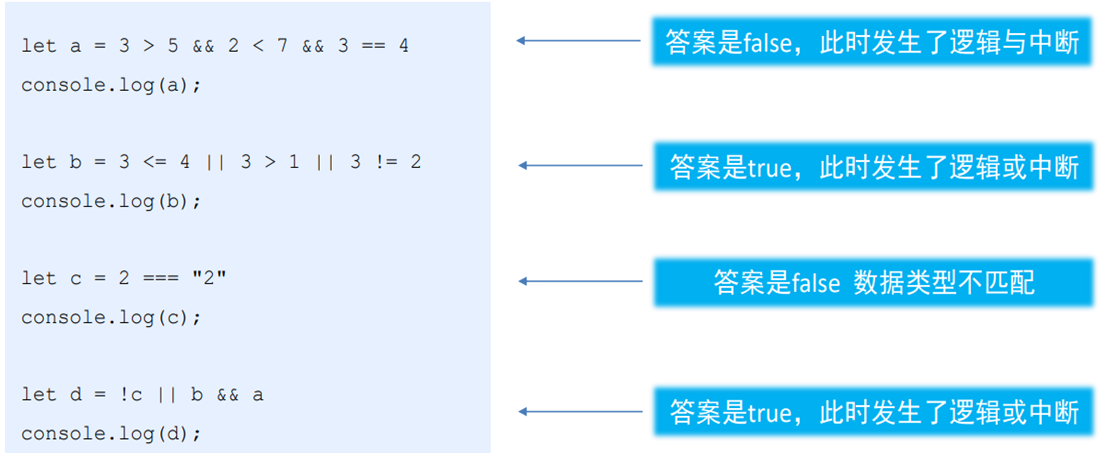 let a = 3 > 5 && 2 < 7 && 3 == 4
答案是false，此时发生了逻辑与中断
console.log(a);
let b = 3 <= 4 || 3 > 1 || 3 != 2
答案是true，此时发生了逻辑或中断
console.log(b);
let c = 2 === "2"
答案是false 数据类型不匹配
console.log(c);
let d = !c || b && a
答案是true，此时发生了逻辑或中断
console.log(d);